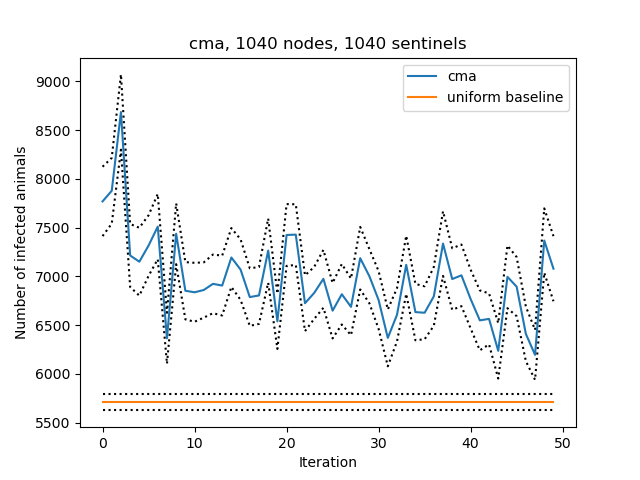 cma, 1040 nodes, 1040 sentinels
cma
uniform baseline
Number of infected animals
9000
8500
8000
7500
7000
6500
6000
5500
0
10
20
30
40
50
Iteration